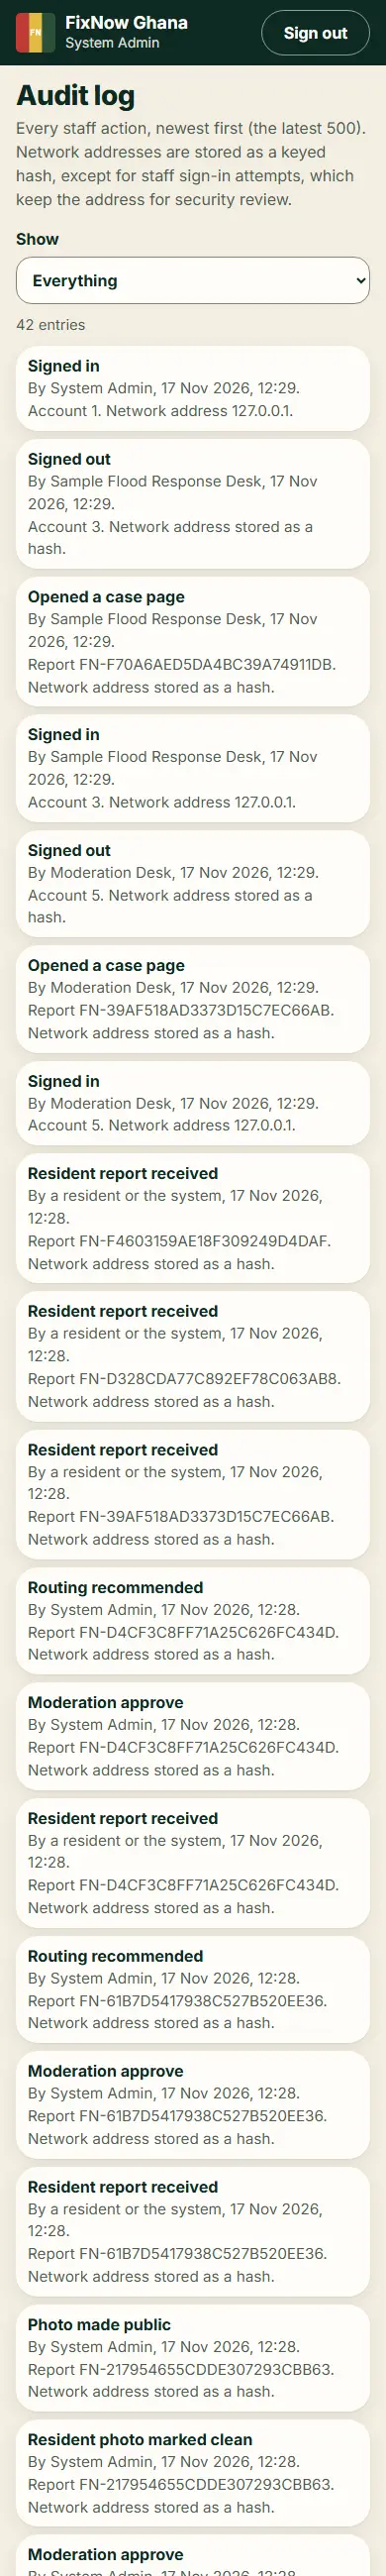 FN
FixNow Ghana
System Admin
Sign out
Audit log
Every staff action, newest first (the latest 500).
Network addresses are stored as a keyed
hash, except for staff sign-in attempts, which
keep the address for security review.
Show
Everything
42 entries
Signed in
By System Admin, 17 Nov 2026, 12:29.
Account 1. Network address 127.0.0.1.
Signed out
By Sample Flood Response Desk, 17 Nov
2026, 12:29.
Account 3. Network address stored as a
hash.
Opened a case page
By Sample Flood Response Desk, 17 Nov
2026, 12:29.
Report FN-F70A6AED5DA4BC39A74911DB.
Network address stored as a hash.
Signed in
By Sample Flood Response Desk, 17 Nov
2026, 12:29.
Account 3. Network address 127.0.0.1.
Signed out
By Moderation Desk, 17 Nov 2026, 12:29.
Account 5. Network address stored as a
hash.
Opened a case page
By Moderation Desk, 17 Nov 2026, 12:29.
Report FN-39AF518AD3373D15C7EC66AB.
Network address stored as a hash.
Signed in
By Moderation Desk, 17 Nov 2026, 12:29.
Account 5. Network address 127.0.0.1.
Resident report received
By a resident or the system, 17 Nov 2026,
12:28.
Report FN-F4603159AE18F309249D4DAF.
Network address stored as a hash.
Resident report received
By a resident or the system, 17 Nov 2026,
12:28.
Report FN-D328CDA77C892EF78C063AB8.
Network address stored as a hash.
Resident report received
By a resident or the system, 17 Nov 2026,
12:28.
Report FN-39AF518AD3373D15C7EC66AB.
Network address stored as a hash.
Routing recommended
By System Admin, 17 Nov 2026, 12:28.
Report FN-D4CF3C8FF71A25C626FC434D.
Network address stored as a hash.
Moderation approve
By System Admin, 17 Nov 2026, 12:28.
Report FN-D4CF3C8FF71A25C626FC434D.
Network address stored as a hash.
Resident report received
By a resident or the system, 17 Nov 2026,
12:28.
Report FN-D4CF3C8FF71A25C626FC434D.
Network address stored as a hash.
Routing recommended
By System Admin, 17 Nov 2026, 12:28.
Report FN-61B7D5417938C527B520EE36.
Network address stored as a hash.
Moderation approve
By System Admin, 17 Nov 2026, 12:28.
Report FN-61B7D5417938C527B520EE36.
Network address stored as a hash.
Resident report received
By a resident or the system, 17 Nov 2026,
12:28.
Report FN-61B7D5417938C527B520EE36.
Network address stored as a hash.
Photo made public
By System Admin, 17 Nov 2026, 12:28.
Report FN-217954655CDDE307293CBB63.
Network address stored as a hash.
Resident photo marked clean
By System Admin, 17 Nov 2026, 12:28.
Report FN-217954655CDDE307293CBB63.
Network address stored as a hash.
Moderation approve